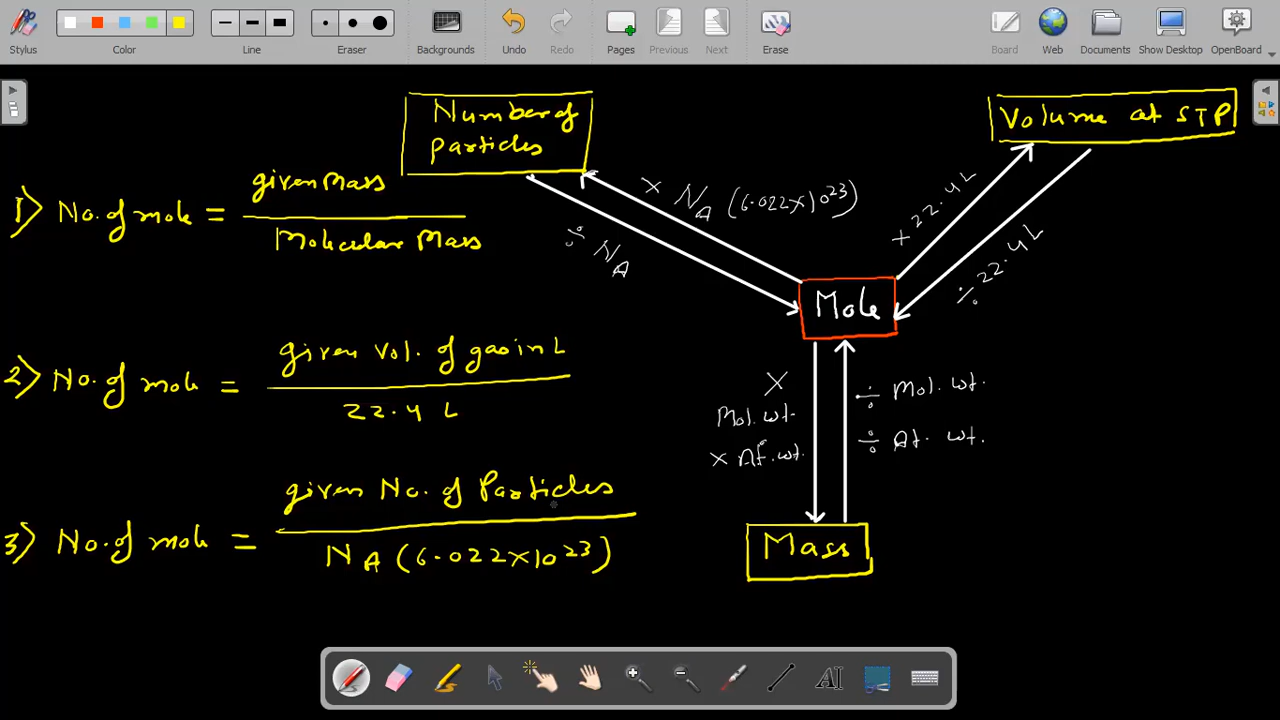 Stylus
Color
Line
Eraser
Backgrounds
Undo
Redo
Pages
Previous
Next
Erase
Board
Web
Documents
Show Desktop
OpenBoard
Number of
particles
Volume at STP
1) No. of mole = given Mass
Molecular Mass
× NA (6.022×10²³)
÷ NA
× 22.4 L
÷ 22.4 L
Mole
2) No. of mole = given vol. of gas in L
22.4 L
×
Mol. wt.
× At. wt.
÷ Mol. wt.
÷ At. wt.
3) No. of mole = given No. of Particles
NA (6.022×10²³)
Mass
AI